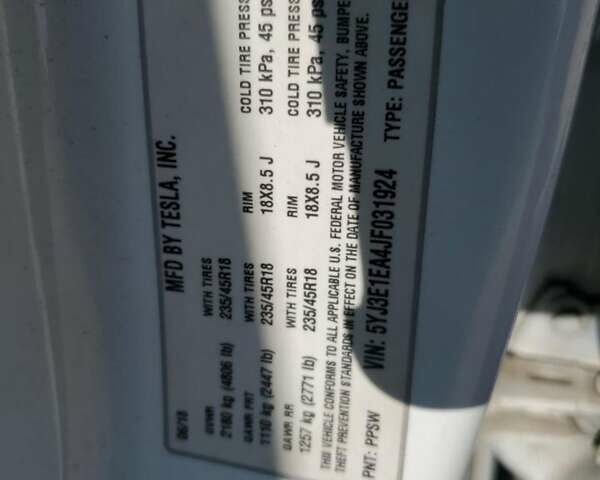 MFD BY TESLA, INC.
06/18
GVWR WITH TIRES
2180 kg (4806 lb) 235/45R18
GAWR FRT WITH TIRES RIM COLD TIRE PRESS
1110 kg (2447 lb) 235/45R18 18X8.5 J 310 kPa, 45 ps
GAWR RR WITH TIRES RIM COLD TIRE PRESS
1257 kg (2771 lb) 235/45R18 18X8.5 J 310 kPa, 45 ps
THIS VEHICLE CONFORMS TO ALL APPLICABLE U.S. FEDERAL MOTOR VEHICLE SAFETY, BUMPE
THEFT PREVENTION STANDARDS IN EFFECT ON THE DATE OF MANUFACTURE SHOWN ABOVE.
VIN: 5YJ3E1EA4JF031924 TYPE: PASSENGE
PNT: PPSW